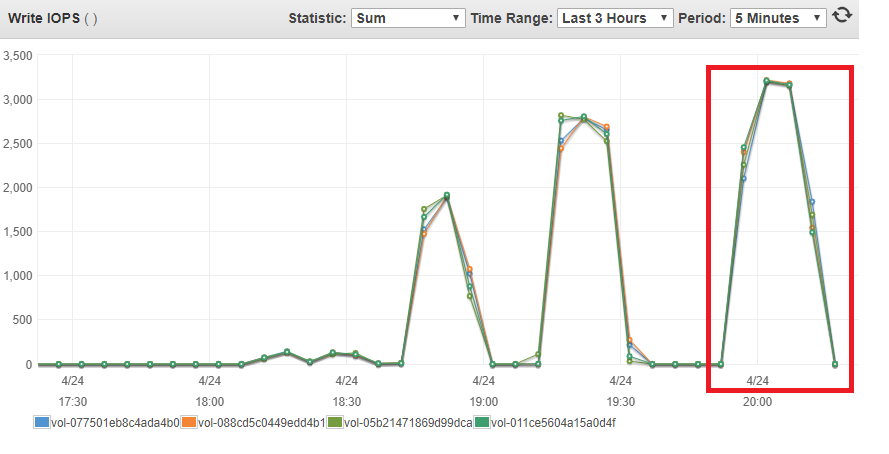 Write IOPS ( ) Statistic: Sum Time Range: Last 3 Hours Period: 5 Minutes
3,500
3,000
2,500
2,000
1,500
1,000
500
0
4/24 4/24 4/24 4/24 4/24 4/24
17:30 18:00 18:30 19:00 19:30 20:00
vol-077501eb8c4ada4b0 vol-088cd5c0449edd4b1 vol-05b21471869d99dca vol-011ce5604a15a0d4f